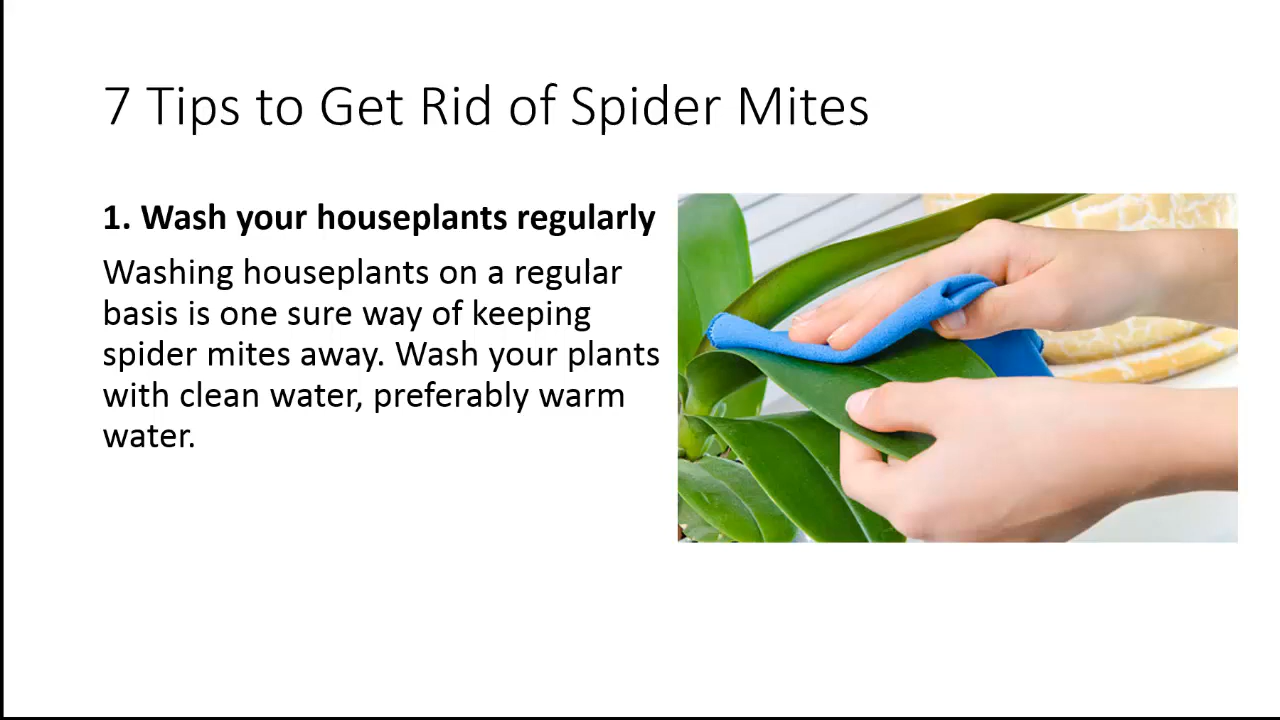 7 Tips to Get Rid of Spider Mites
1. Wash your houseplants regularly
Washing houseplants on a regular
basis is one sure way of keeping
spider mites away. Wash your plants
with clean water, preferably warm
water.